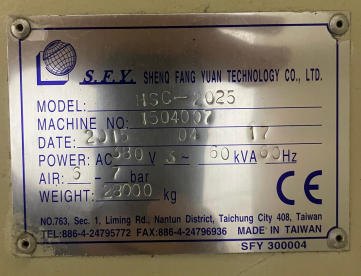 S.F.Y. SHENQ FANG YUAN TECHNOLOGY CO., LTD.
MODEL: HSC-2025
MACHINE NO: 1504007
DATE: 2015 04 17
POWER: AC 380 V 3~ 60 kVA 60 Hz
AIR: 6 - 7 bar
WEIGHT: 23000 kg
CE
NO.763, Sec. 1, Liming Rd., Nantun District, Taichung City 408, Taiwan
TEL:886-4-24795772 FAX:886-4-24796936 MADE IN TAIWAN
SFY 300004